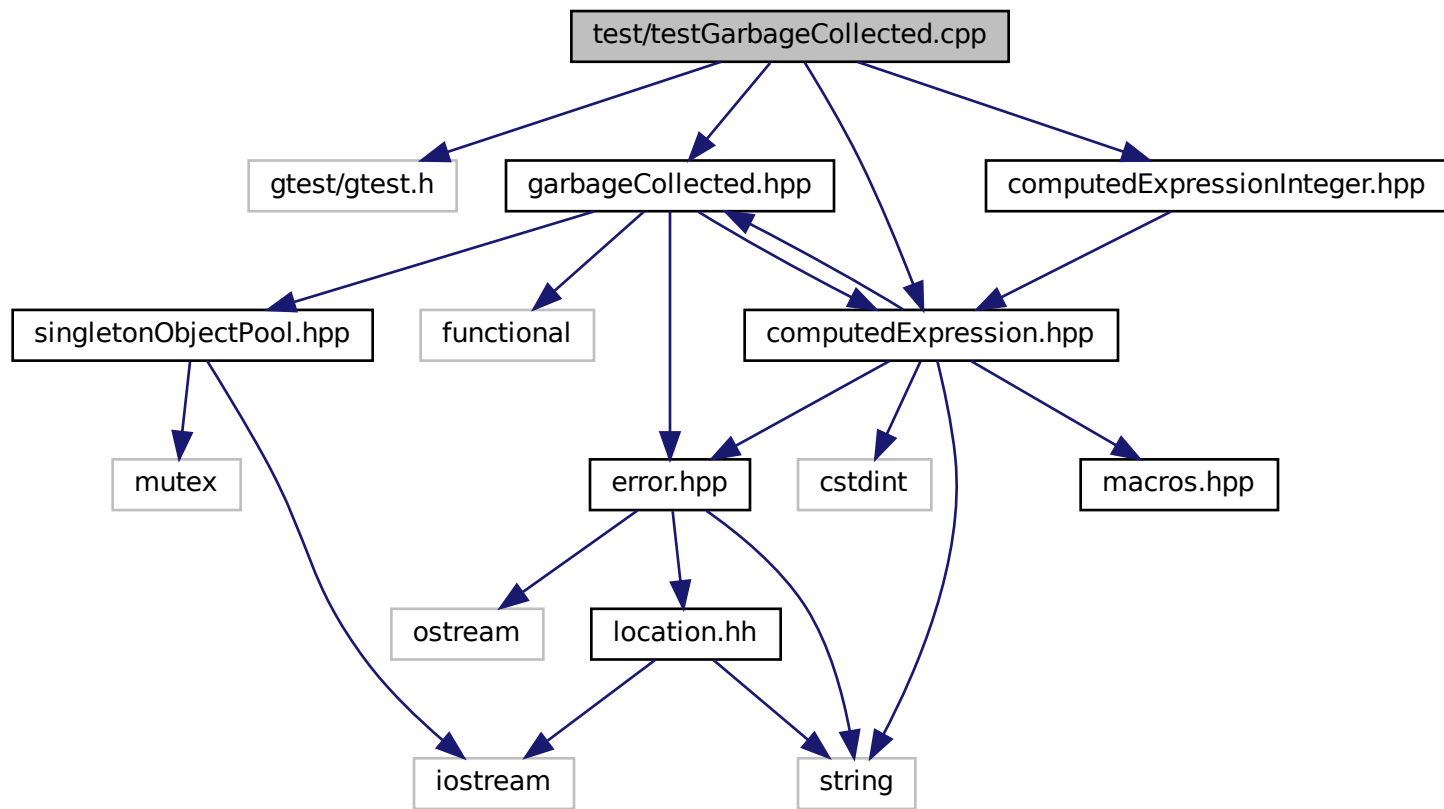 test/testGarbageCollected.cpp
gtest/gtest.h
garbageCollected.hpp
computedExpressionInteger.hpp
singletonObjectPool.hpp
functional
computedExpression.hpp
mutex
error.hpp
cstdint
macros.hpp
ostream
location.hh
iostream
string